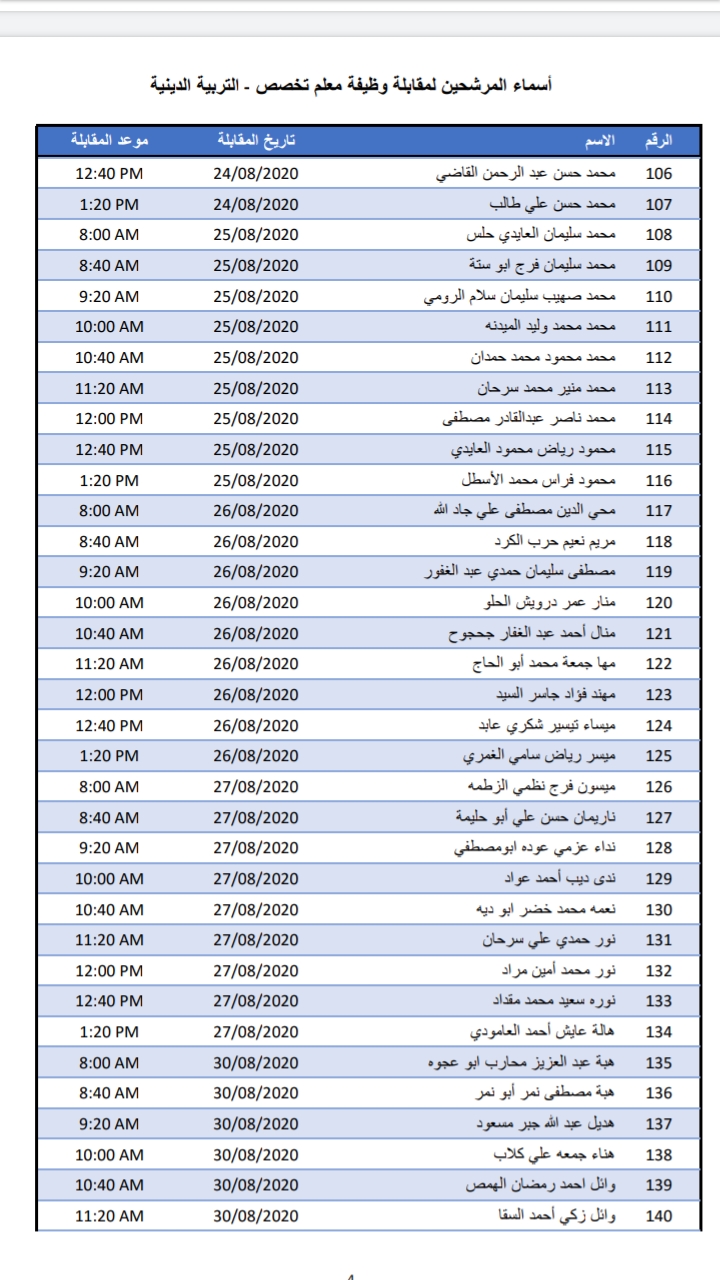 أسماء المرشحين لمقابلة وظيفة معلم تخصص - التربية الدينية
الرقم الاسم تاريخ المقابلة موعد المقابلة
106 محمد حسن عبد الرحمن القاضي 24/08/2020 12:40 PM
107 محمد حسن علي طالب 24/08/2020 1:20 PM
108 محمد سليمان العايدي حلس 25/08/2020 8:00 AM
109 محمد سليمان فرج ابو ستة 25/08/2020 8:40 AM
110 محمد صهيب سليمان سلام الرومي 25/08/2020 9:20 AM
111 محمد محمد وليد الميدنه 25/08/2020 10:00 AM
112 محمد محمود محمد حمدان 25/08/2020 10:40 AM
113 محمد منير محمد سرحان 25/08/2020 11:20 AM
114 محمد ناصر عبدالقادر مصطفى 25/08/2020 12:00 PM
115 محمود رياض محمود العايدي 25/08/2020 12:40 PM
116 محمود فراس محمد الأسطل 25/08/2020 1:20 PM
117 محي الدين مصطفى علي جاد الله 26/08/2020 8:00 AM
118 مريم نعيم حرب الكرد 26/08/2020 8:40 AM
119 مصطفى سليمان حمدي عبد الغفور 26/08/2020 9:20 AM
120 منار عمر درويش الحلو 26/08/2020 10:00 AM
121 منال أحمد عبد الغفار جحجوح 26/08/2020 10:40 AM
122 مها جمعة محمد أبو الحاج 26/08/2020 11:20 AM
123 مهند فؤاد جاسر السيد 26/08/2020 12:00 PM
124 ميساء تيسير شكري عابد 26/08/2020 12:40 PM
125 ميسر رياض سامي الغمري 26/08/2020 1:20 PM
126 ميسون فرج نظمي الزطمه 27/08/2020 8:00 AM
127 ناريمان حسن علي أبو حليمة 27/08/2020 8:40 AM
128 نداء عزمي عوده ابومصطفي 27/08/2020 9:20 AM
129 ندى ديب أحمد عواد 27/08/2020 10:00 AM
130 نعمه محمد خضر ابو ديه 27/08/2020 10:40 AM
131 نور حمدي علي سرحان 27/08/2020 11:20 AM
132 نور محمد أمين مراد 27/08/2020 12:00 PM
133 نوره سعيد محمد مقداد 27/08/2020 12:40 PM
134 هالة عايش أحمد العامودي 27/08/2020 1:20 PM
135 هبة عبد العزيز محارب ابو عجوه 30/08/2020 8:00 AM
136 هبة مصطفى نمر أبو نمر 30/08/2020 8:40 AM
137 هديل عبد الله جبر مسعود 30/08/2020 9:20 AM
138 هناء جمعه علي كلاب 30/08/2020 10:00 AM
139 وائل احمد رمضان الهمص 30/08/2020 10:40 AM
140 وائل زكي أحمد السقا 30/08/2020 11:20 AM